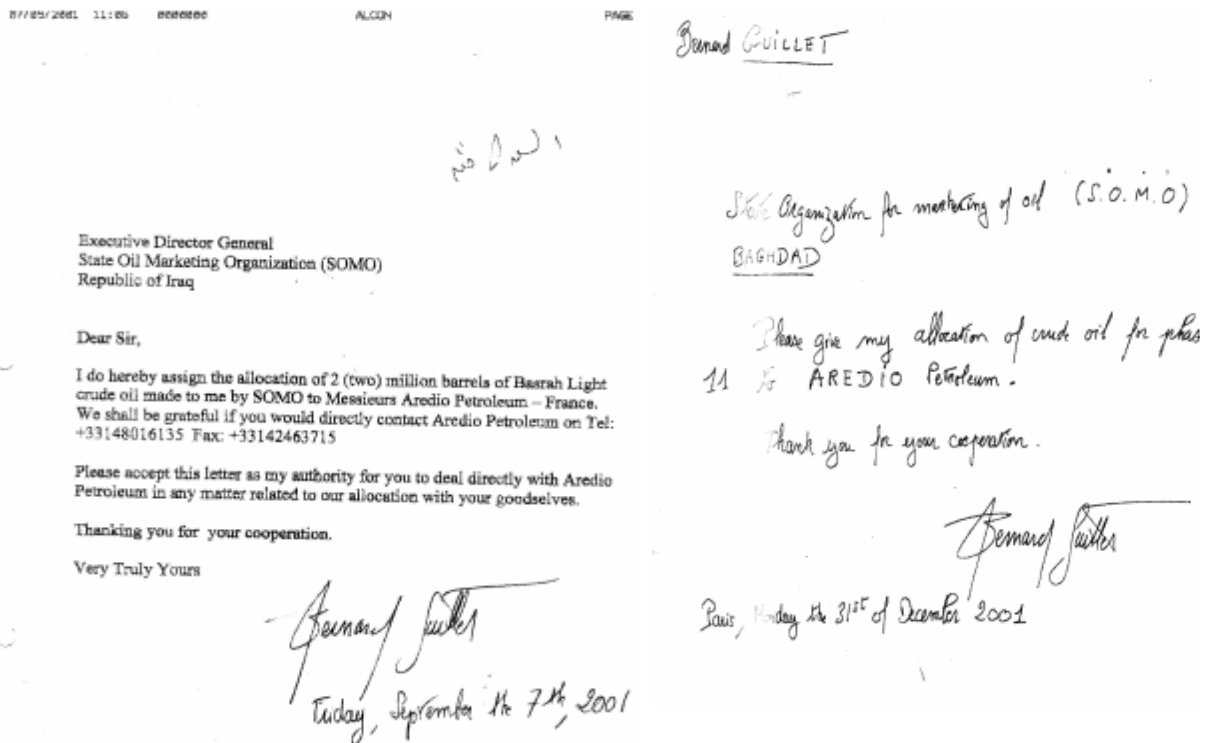 07/09/2001 11:06 0000000 ALCON PAGE
Executive Director General
State Oil Marketing Organization (SOMO)
Republic of Iraq
Dear Sir,
I do hereby assign the allocation of 2 (two) million barrels of Basrah Light
crude oil made to me by SOMO to Messieurs Aredio Petroleum – France.
We shall be grateful if you would directly contact Aredio Petroleum on Tel:
+33148016135 Fax: +33142463715
Please accept this letter as my authority for you to deal directly with Aredio
Petroleum in any matter related to our allocation with your goodselves.
Thanking you for your cooperation.
Very Truly Yours
Bernard Guillet
Friday, September the 7th, 2001
Bernard GUILLET
State Organization for marketing of oil (S.O.M.O)
BAGHDAD
Please give my allocation of crude oil for phas
11 to AREDIO Petroleum.
Thank you for your cooperation.
Bernard Guillet
Paris, Monday the 31st of December 2001